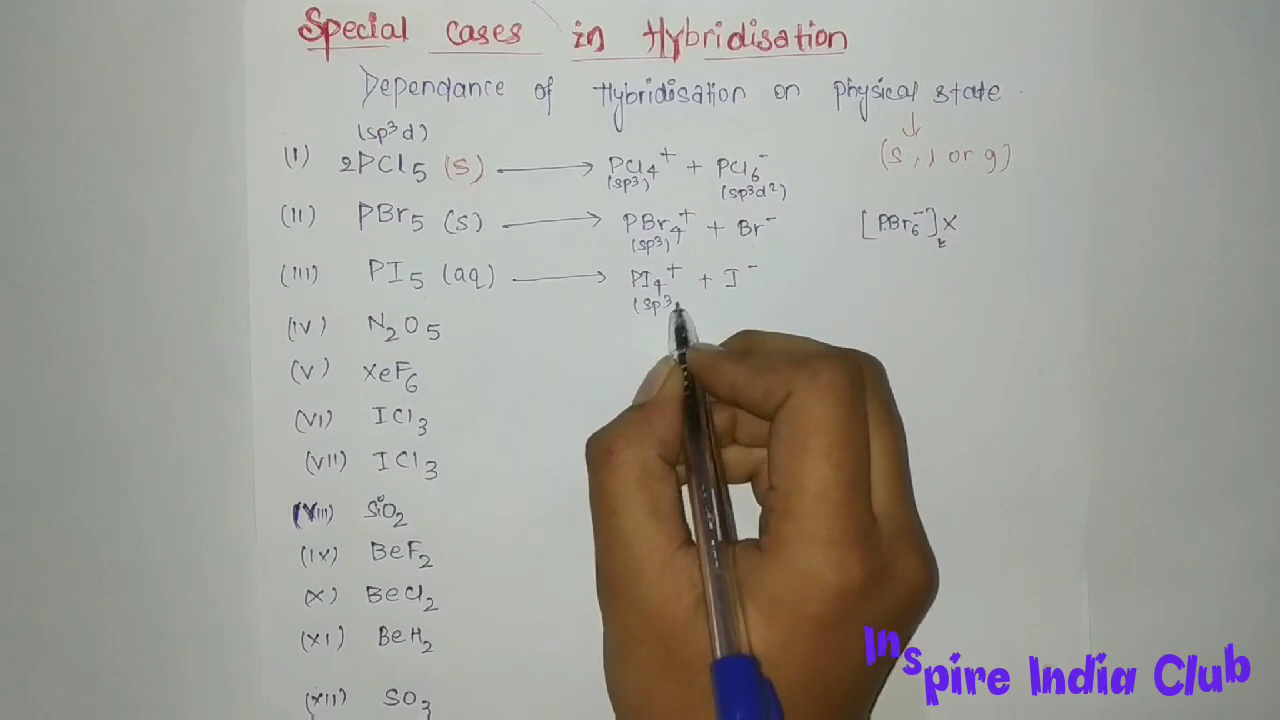 Special cases in Hybridisation
Dependance of Hybridisation on physical state
(sp³d)
(S, l or g)
(I) 2PCl₅ (S) ⟶ PCl₄⁺ + PCl₆⁻
(sp3) (sp³d²)
(II) PBr₅ (S) ⟶ PBr₄⁺ + Br⁻ [PBr₆⁻] x
(sp3)
(III) PI₅ (aq) ⟶ PI₄⁺ + I⁻
(sp3
(IV) N₂O₅
(V) XeF₆
(VI) ICl₃
(VII) ICl₃
(VIII) SiO₂
(IX) BeF₂
(X) BeCl₂
(XI) BeH₂
(XII) SO₃
Inspire India Club